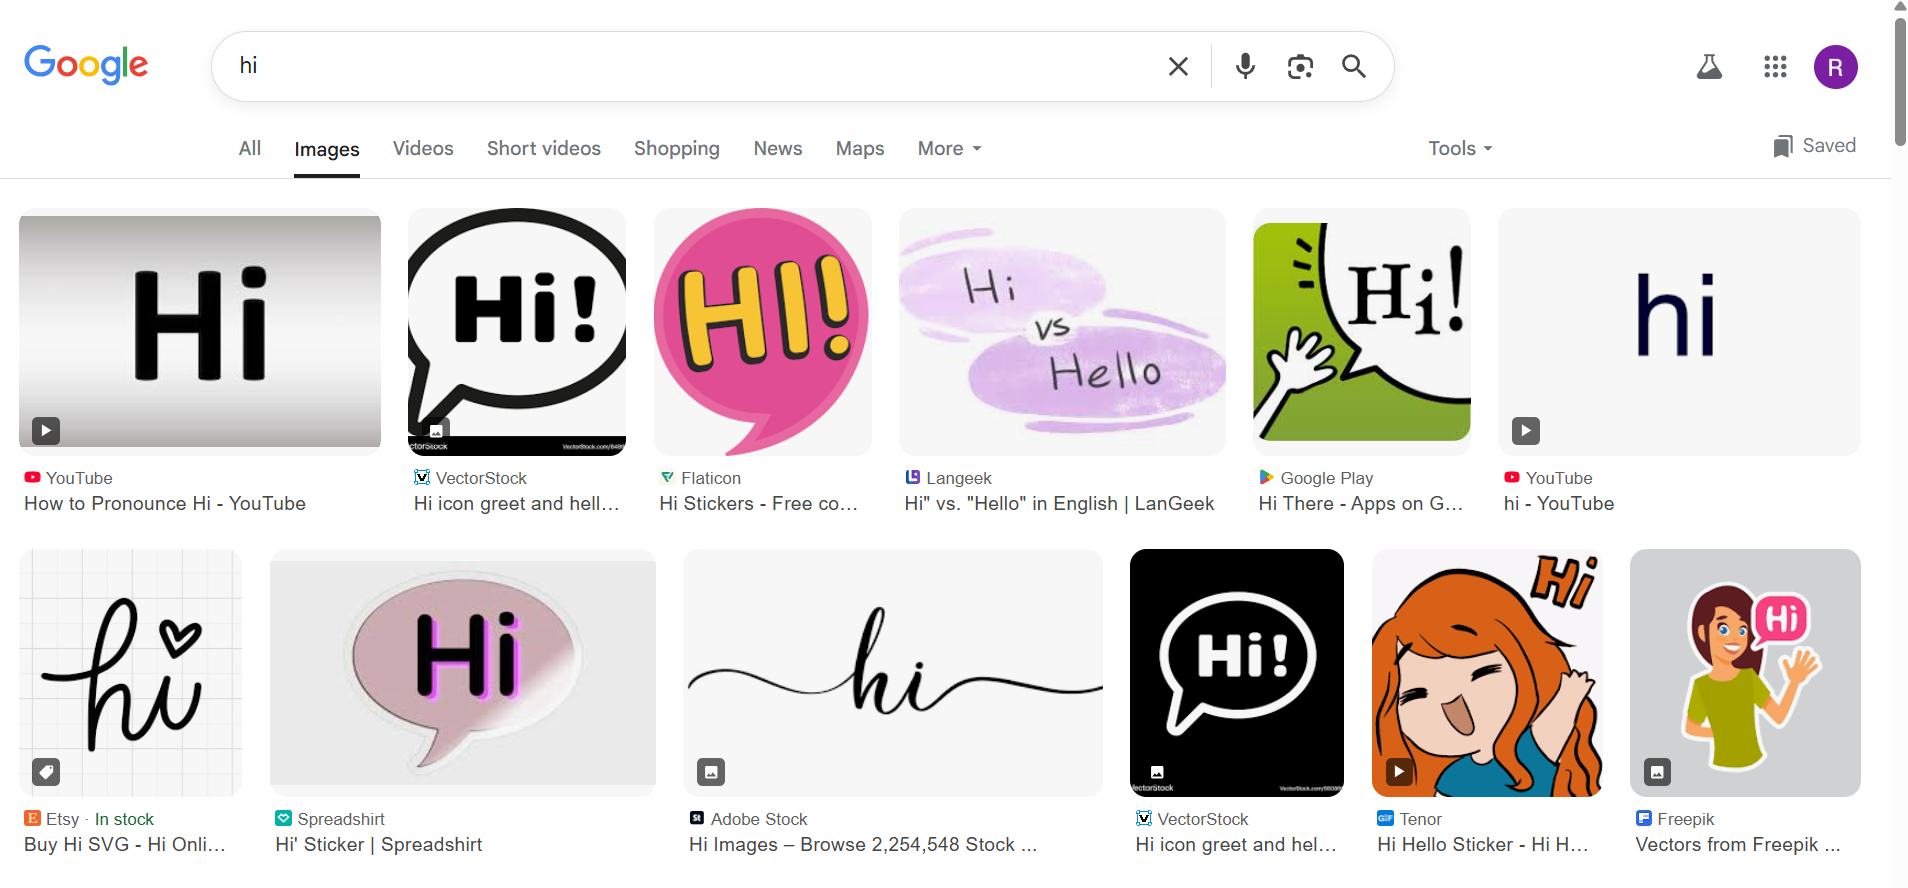 Google
hi
R
All Images Videos Short videos Shopping News Maps More Tools Saved
Hi
Hi!
VectorStock
HI!
Hi
vs
Hello
Hi!
hi
YouTube
How to Pronounce Hi - YouTube
VectorStock
Hi icon greet and hell...
Flaticon
Hi Stickers - Free co...
Langeek
Hi" vs. "Hello" in English | LanGeek
Google Play
Hi There - Apps on G...
YouTube
hi - YouTube
hi
Hi
hi
Hi!
Hi
Hi
Etsy · In stock
Buy Hi SVG - Hi Onli...
Spreadshirt
Hi' Sticker | Spreadshirt
St Adobe Stock
Hi Images – Browse 2,254,548 Stock ...
VectorStock
Hi icon greet and hel...
GIF Tenor
Hi Hello Sticker - Hi H...
Freepik
Vectors from Freepik ...